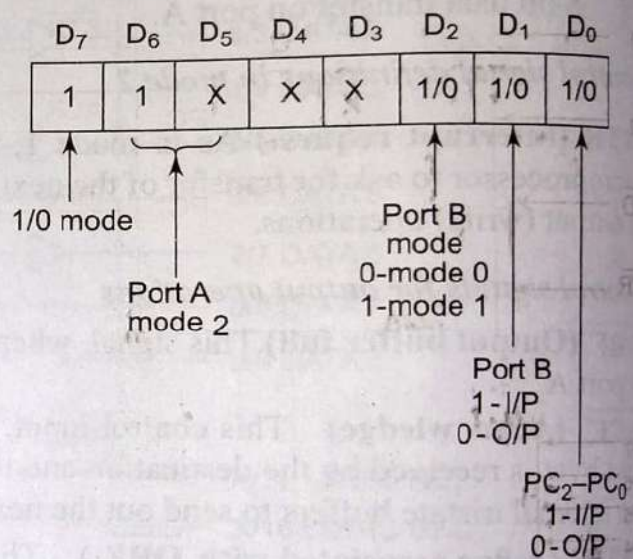 D7 D6 D5 D4 D3 D2 D1 D0
1 1 X X X 1/0 1/0 1/0
1/0 mode
Port A
mode 2
Port B
mode
0-mode 0
1-mode 1
Port B
1-I/P
0-O/P
PC2–PC0
1-I/P
0-O/P